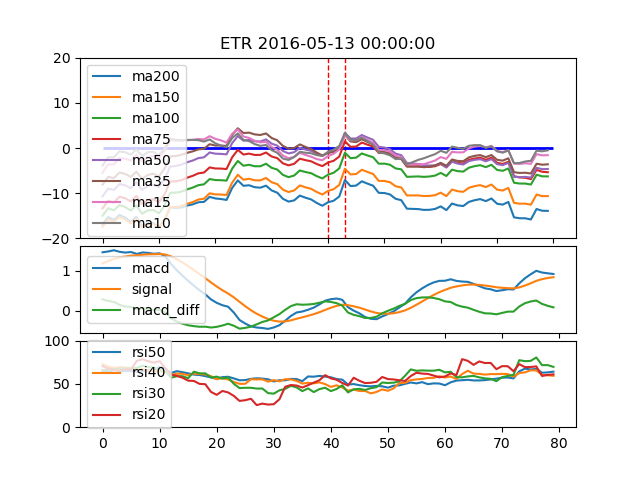 ETR 2016-05-13 00:00:00
20
10
0
−10
−20
ma200
ma150
ma100
ma75
ma50
ma35
ma15
ma10
1
0
macd
signal
macd_diff
100
50
0
rsi50
rsi40
rsi30
rsi20
0 10 20 30 40 50 60 70 80